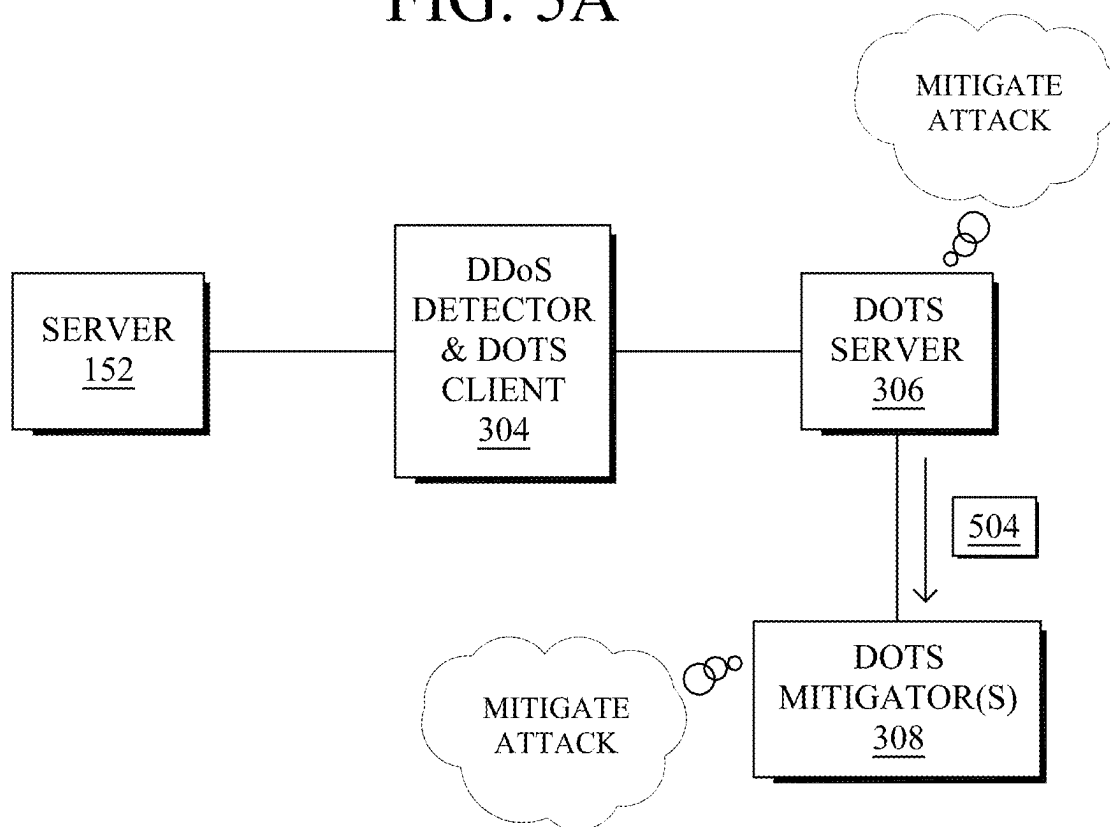 FIG. 5A
MITIGATE
ATTACK
SERVER
152
DDoS
DETECTOR
& DOTS
CLIENT
304
DOTS
SERVER
306
504
MITIGATE
ATTACK
DOTS
MITIGATOR(S)
308